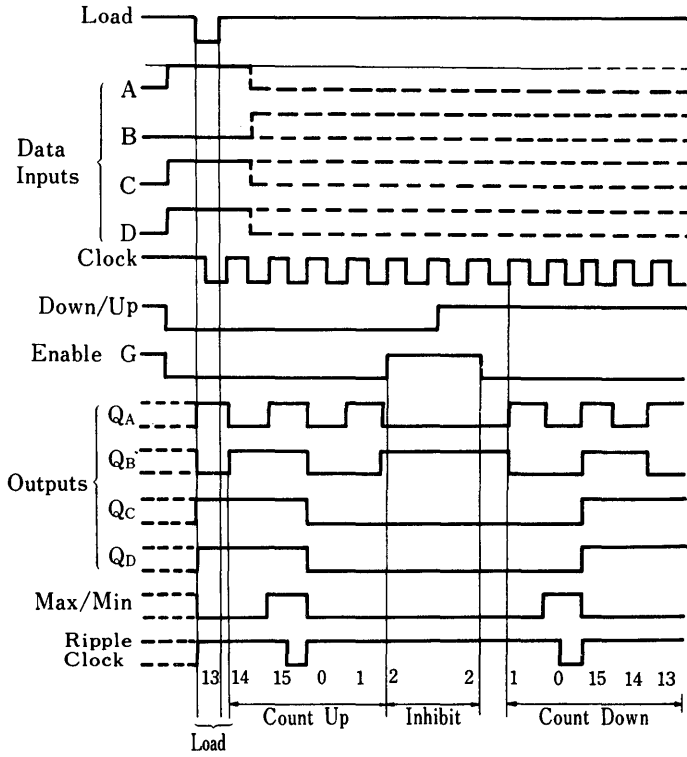 Load
A
B
Data
Inputs
C
D
Clock
Down/Up
Enable G
QA
QB
Outputs
QC
QD
Max/Min
Ripple
Clock
13 14 15 0 1 2 2 1 0 15 14 13
Count Up Inhibit Count Down
Load